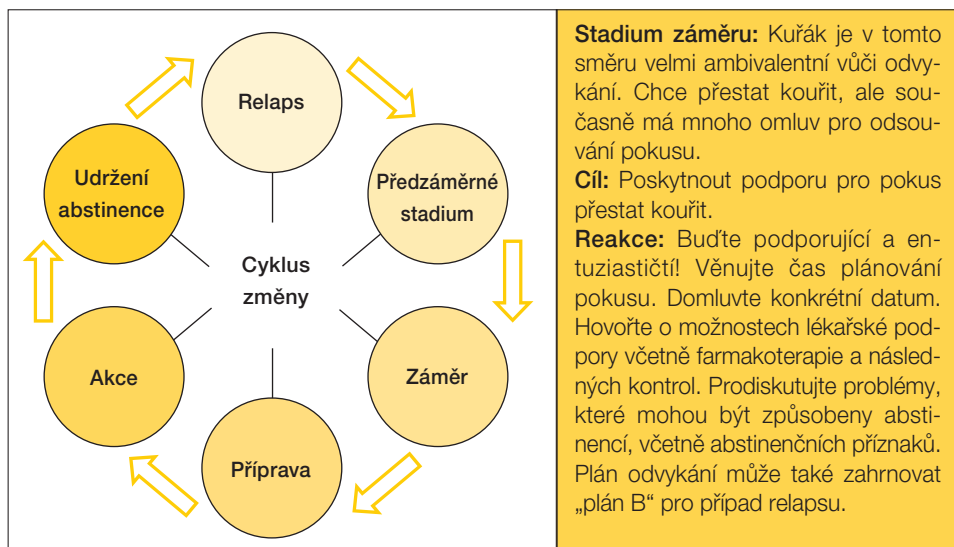 Relaps
Předzáměrné
stadium
Záměr
Příprava
Akce
Udržení
abstinence
Cyklus
změny
Stadium záměru: Kuřák je v tomto
směru velmi ambivalentní vůči odvy-
kání. Chce přestat kouřit, ale sou-
časně má mnoho omluv pro odsou-
vání pokusu.
Cíl: Poskytnout podporu pro pokus
přestat kouřit.
Reakce: Buďte podporující a en-
tuziastičtí! Věnujte čas plánování
pokusu. Domluvte konkrétní datum.
Hovořte o možnostech lékařské pod-
pory včetně farmakoterapie a násled-
ných kontrol. Prodiskutujte problémy,
které mohou být způsobeny absti-
nencí, včetně abstinenčních příznaků.
Plán odvykání může také zahrnovat
„plán B“ pro případ relapsu.